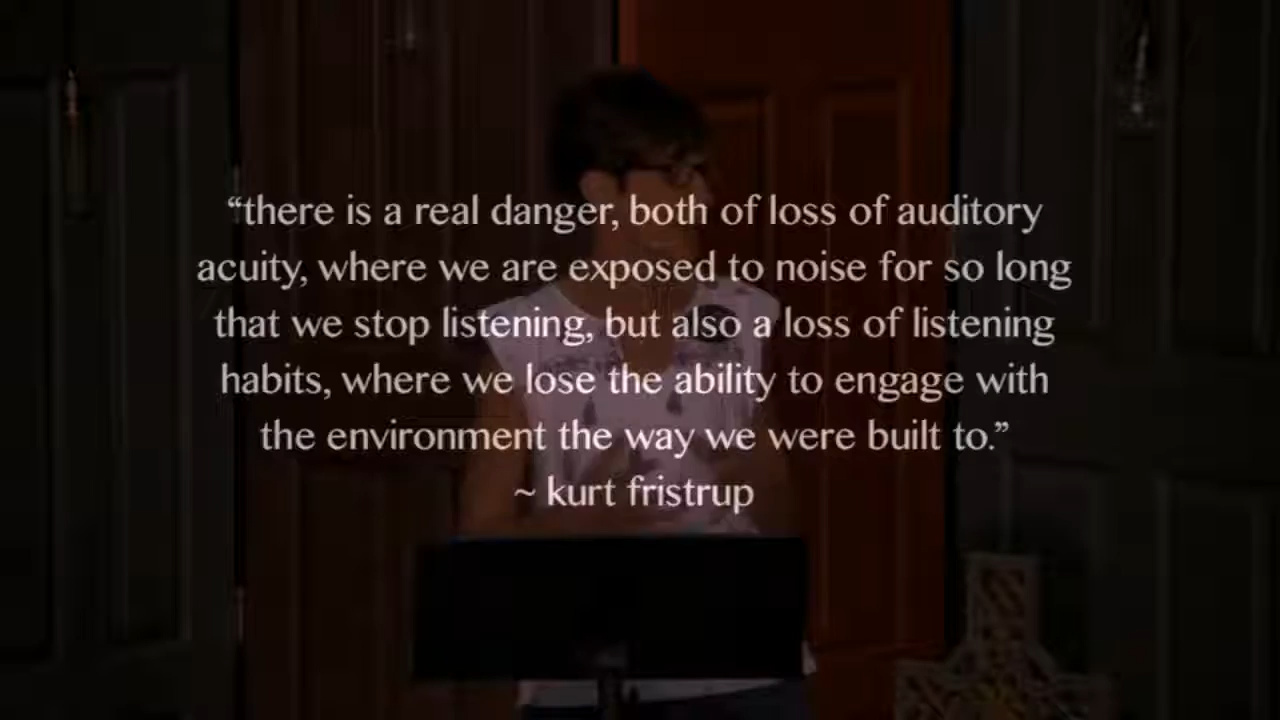 “there is a real danger, both of loss of auditory
acuity, where we are exposed to noise for so long
that we stop listening, but also a loss of listening
habits, where we lose the ability to engage with
the environment the way we were built to.”
~ kurt fristrup